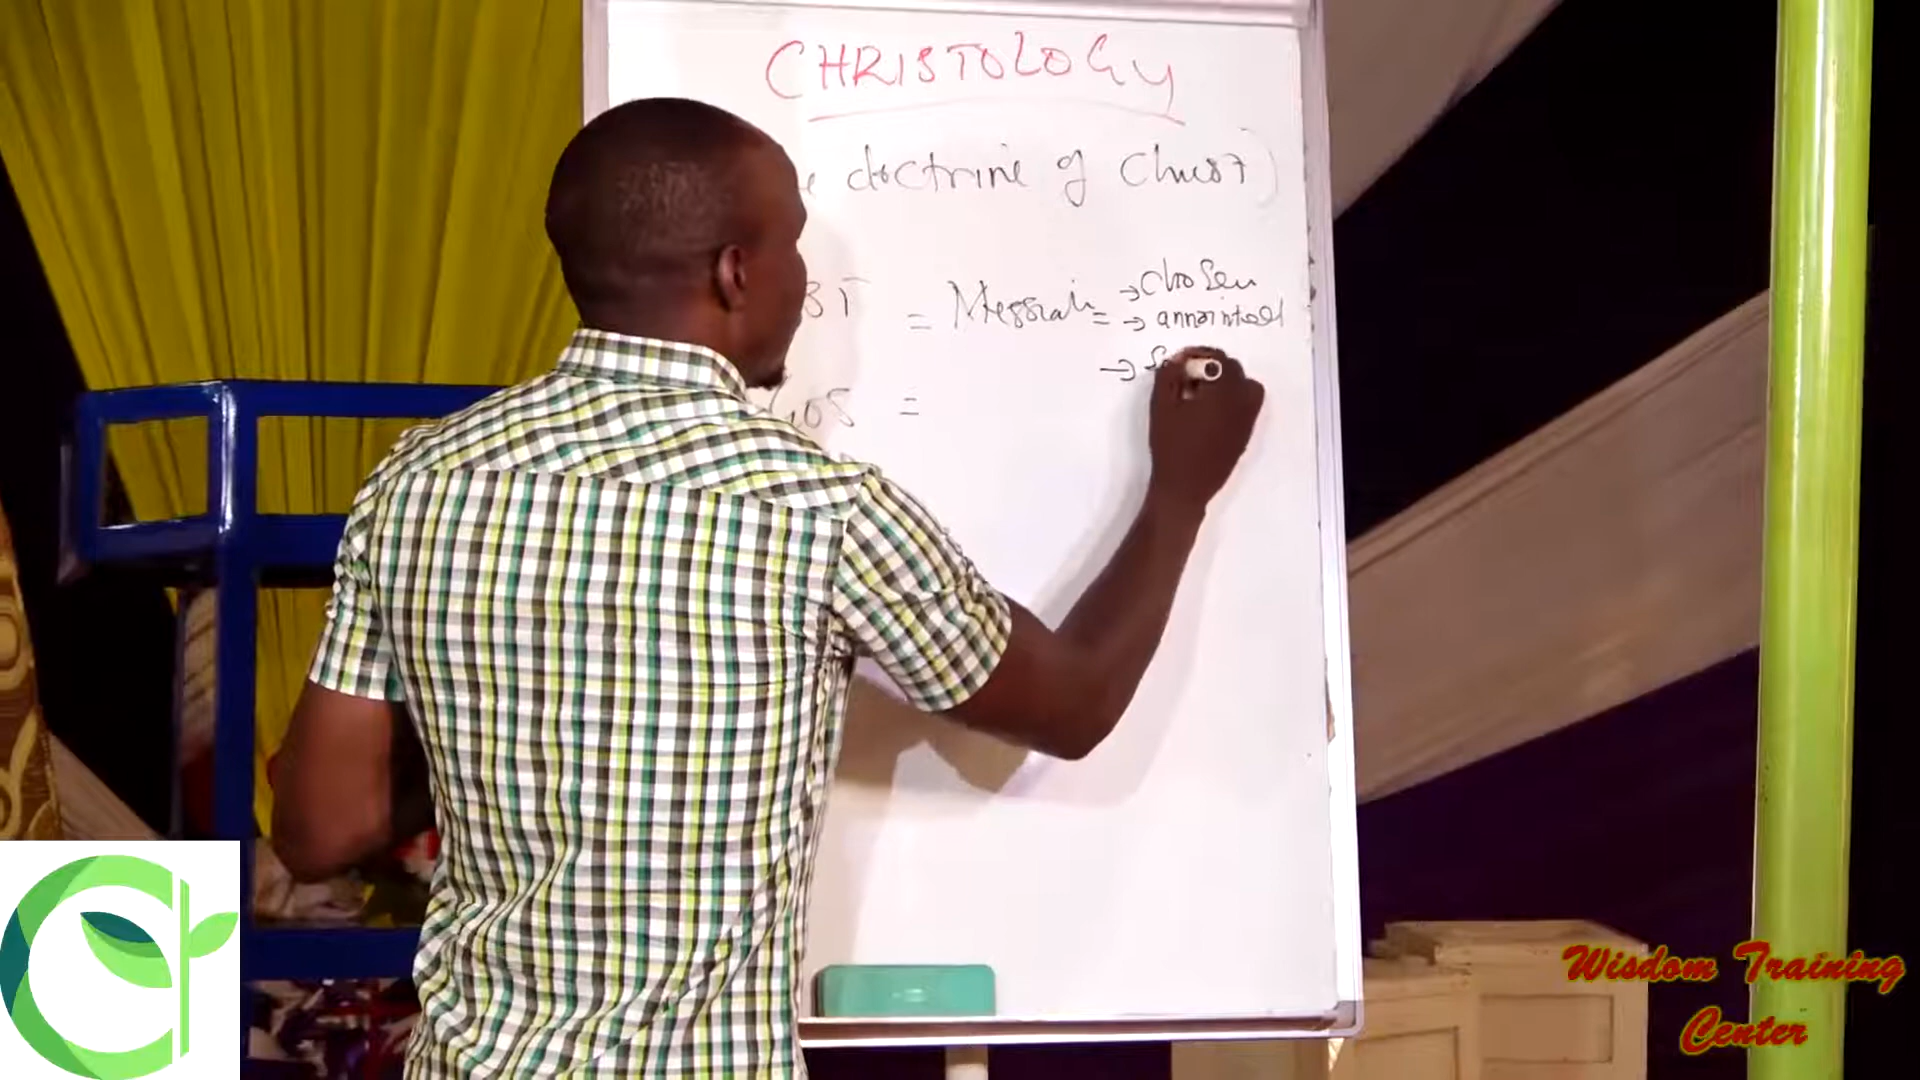 CHRISTOLOGY
doctrine of Christ)
= Messiah = → chosen
→ annointed
→
=
Wisdom Training
Center